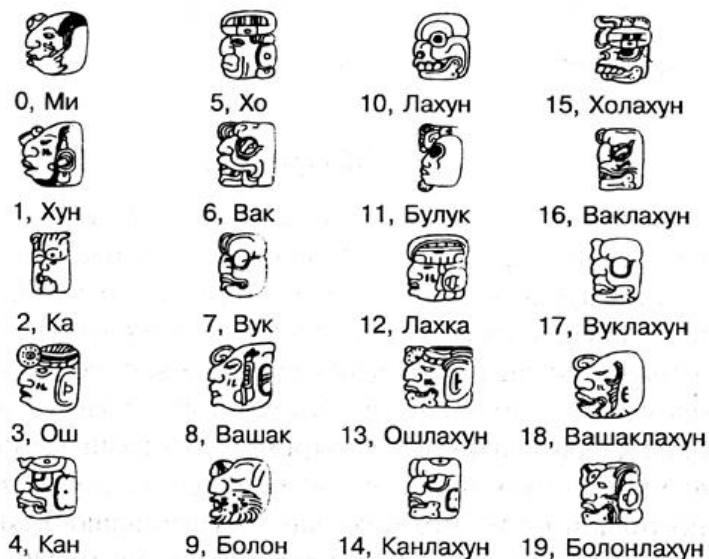 0, Ми 5, Хо 10, Лахун 15, Холахун
1, Хун 6, Вак 11, Булук 16, Ваклахун
2, Ка 7, Вук 12, Лахка 17, Вуклахун
3, Ош 8, Вашак 13, Ошлахун 18, Вашаклахун
4, Кан 9, Болон 14, Канлахун 19, Болонлахун